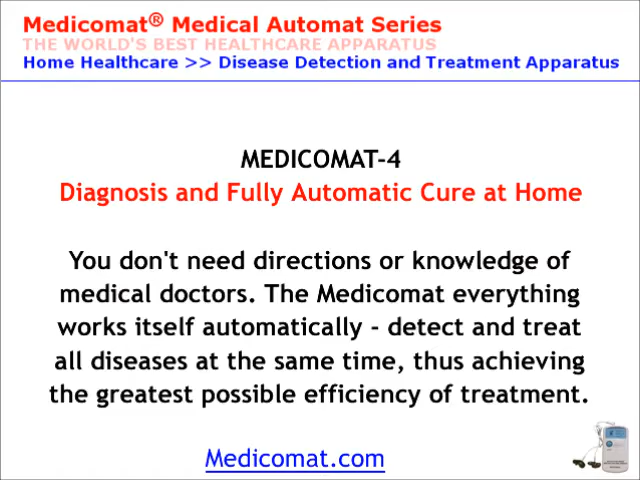 Medicomat® Medical Automat Series
THE WORLD'S BEST HEALTHCARE APPARATUS
Home Healthcare >> Disease Detection and Treatment Apparatus
MEDICOMAT-4
Diagnosis and Fully Automatic Cure at Home
You don't need directions or knowledge of
medical doctors. The Medicomat everything
works itself automatically - detect and treat
all diseases at the same time, thus achieving
the greatest possible efficiency of treatment.
Medicomat.com